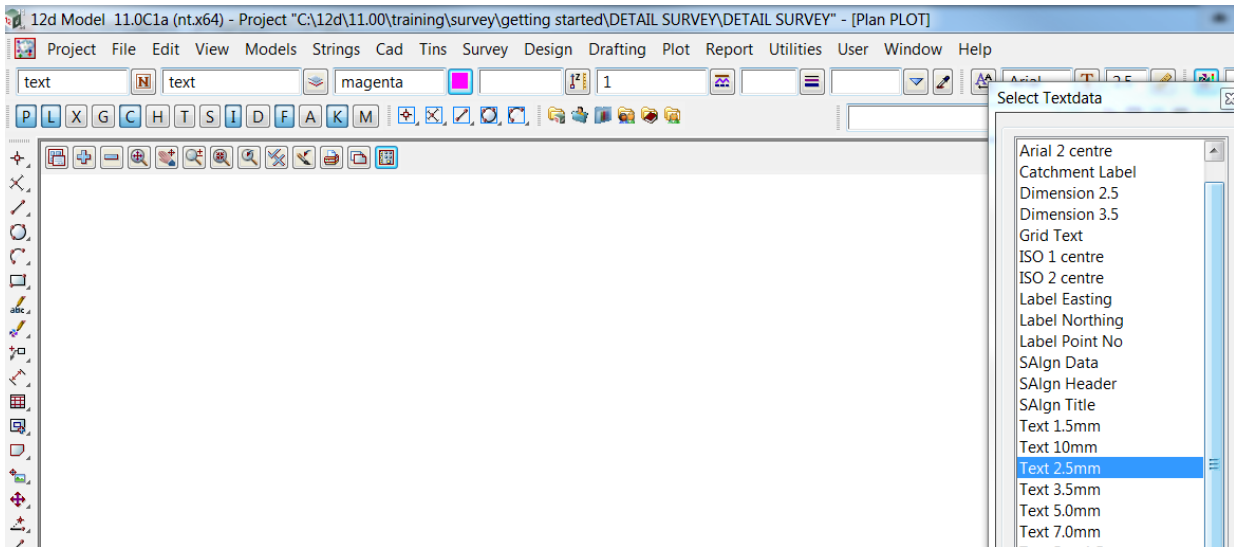 12d Model 11.0C1a (nt.x64) - Project "C:\12d\11.00\training\survey\getting started\DETAIL SURVEY\DETAIL SURVEY" - [Plan PLOT]
Project File Edit View Models Strings Cad Tins Survey Design Drafting Plot Report Utilities User Window Help
text N text magenta 1 Arial T 2.5
P L X G C H T S I D F A K M
Select Textdata
Arial 2 centre
Catchment Label
Dimension 2.5
Dimension 3.5
Grid Text
ISO 1 centre
ISO 2 centre
Label Easting
Label Northing
Label Point No
SAlgn Data
SAlgn Header
SAlgn Title
Text 1.5mm
Text 10mm
Text 2.5mm
Text 3.5mm
Text 5.0mm
Text 7.0mm
abc